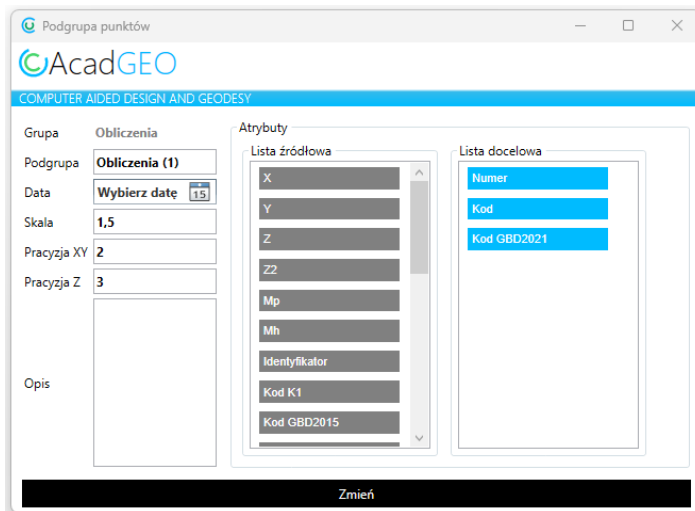 Podgrupa punktów
AcadGEO
COMPUTER AIDED DESIGN AND GEODESY
Grupa Obliczenia
Podgrupa Obliczenia (1)
Data Wybierz datę 15
Skala 1,5
Pracyzja XY 2
Pracyzja Z 3
Opis
Atrybuty
Lista źródłowa
X
Y
Z
Z2
Mp
Mh
Identyfikator
Kod K1
Kod GBD2015
Lista docelowa
Numer
Kod
Kod GBD2021
Zmień